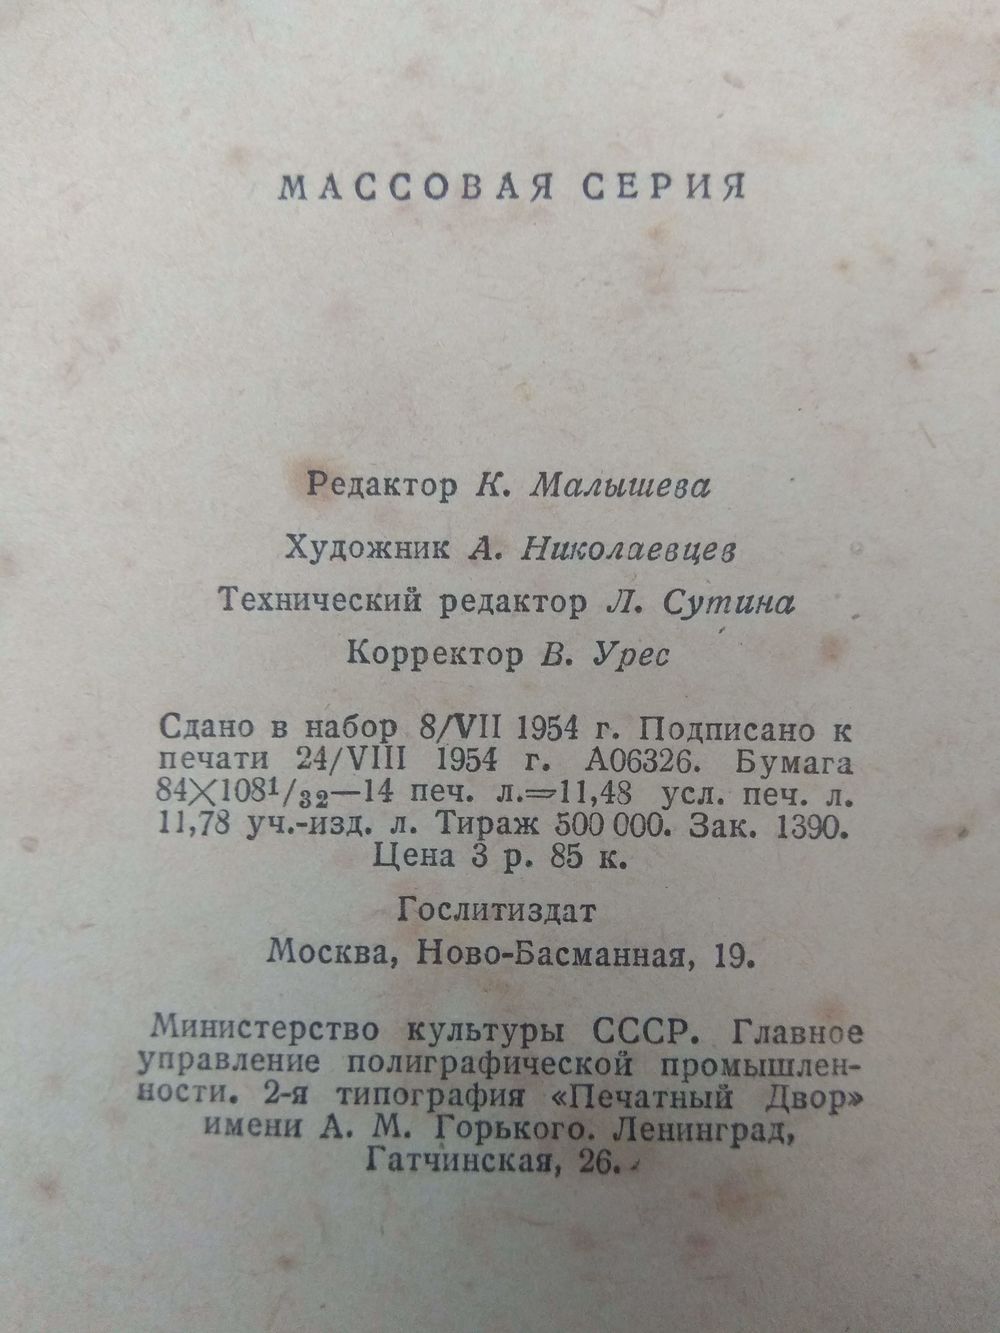 МАССОВАЯ СЕРИЯ
Редактор К. Малышева
Художник А. Николаевцев
Технический редактор Л. Сутина
Корректор В. Урес
Сдано в набор 8/VII 1954 г. Подписано к
печати 24/VIII 1954 г. А06326. Бумага
84×108¹/₃₂—14 печ. л.=11,48 усл. печ. л.
11,78 уч.-изд. л. Тираж 500 000. Зак. 1390.
Цена 3 р. 85 к.
Гослитиздат
Москва, Ново-Басманная, 19.
Министерство культуры СССР. Главное
управление полиграфической промышлен-
ности. 2-я типография «Печатный Двор»
имени А. М. Горького. Ленинград,
Гатчинская, 26.